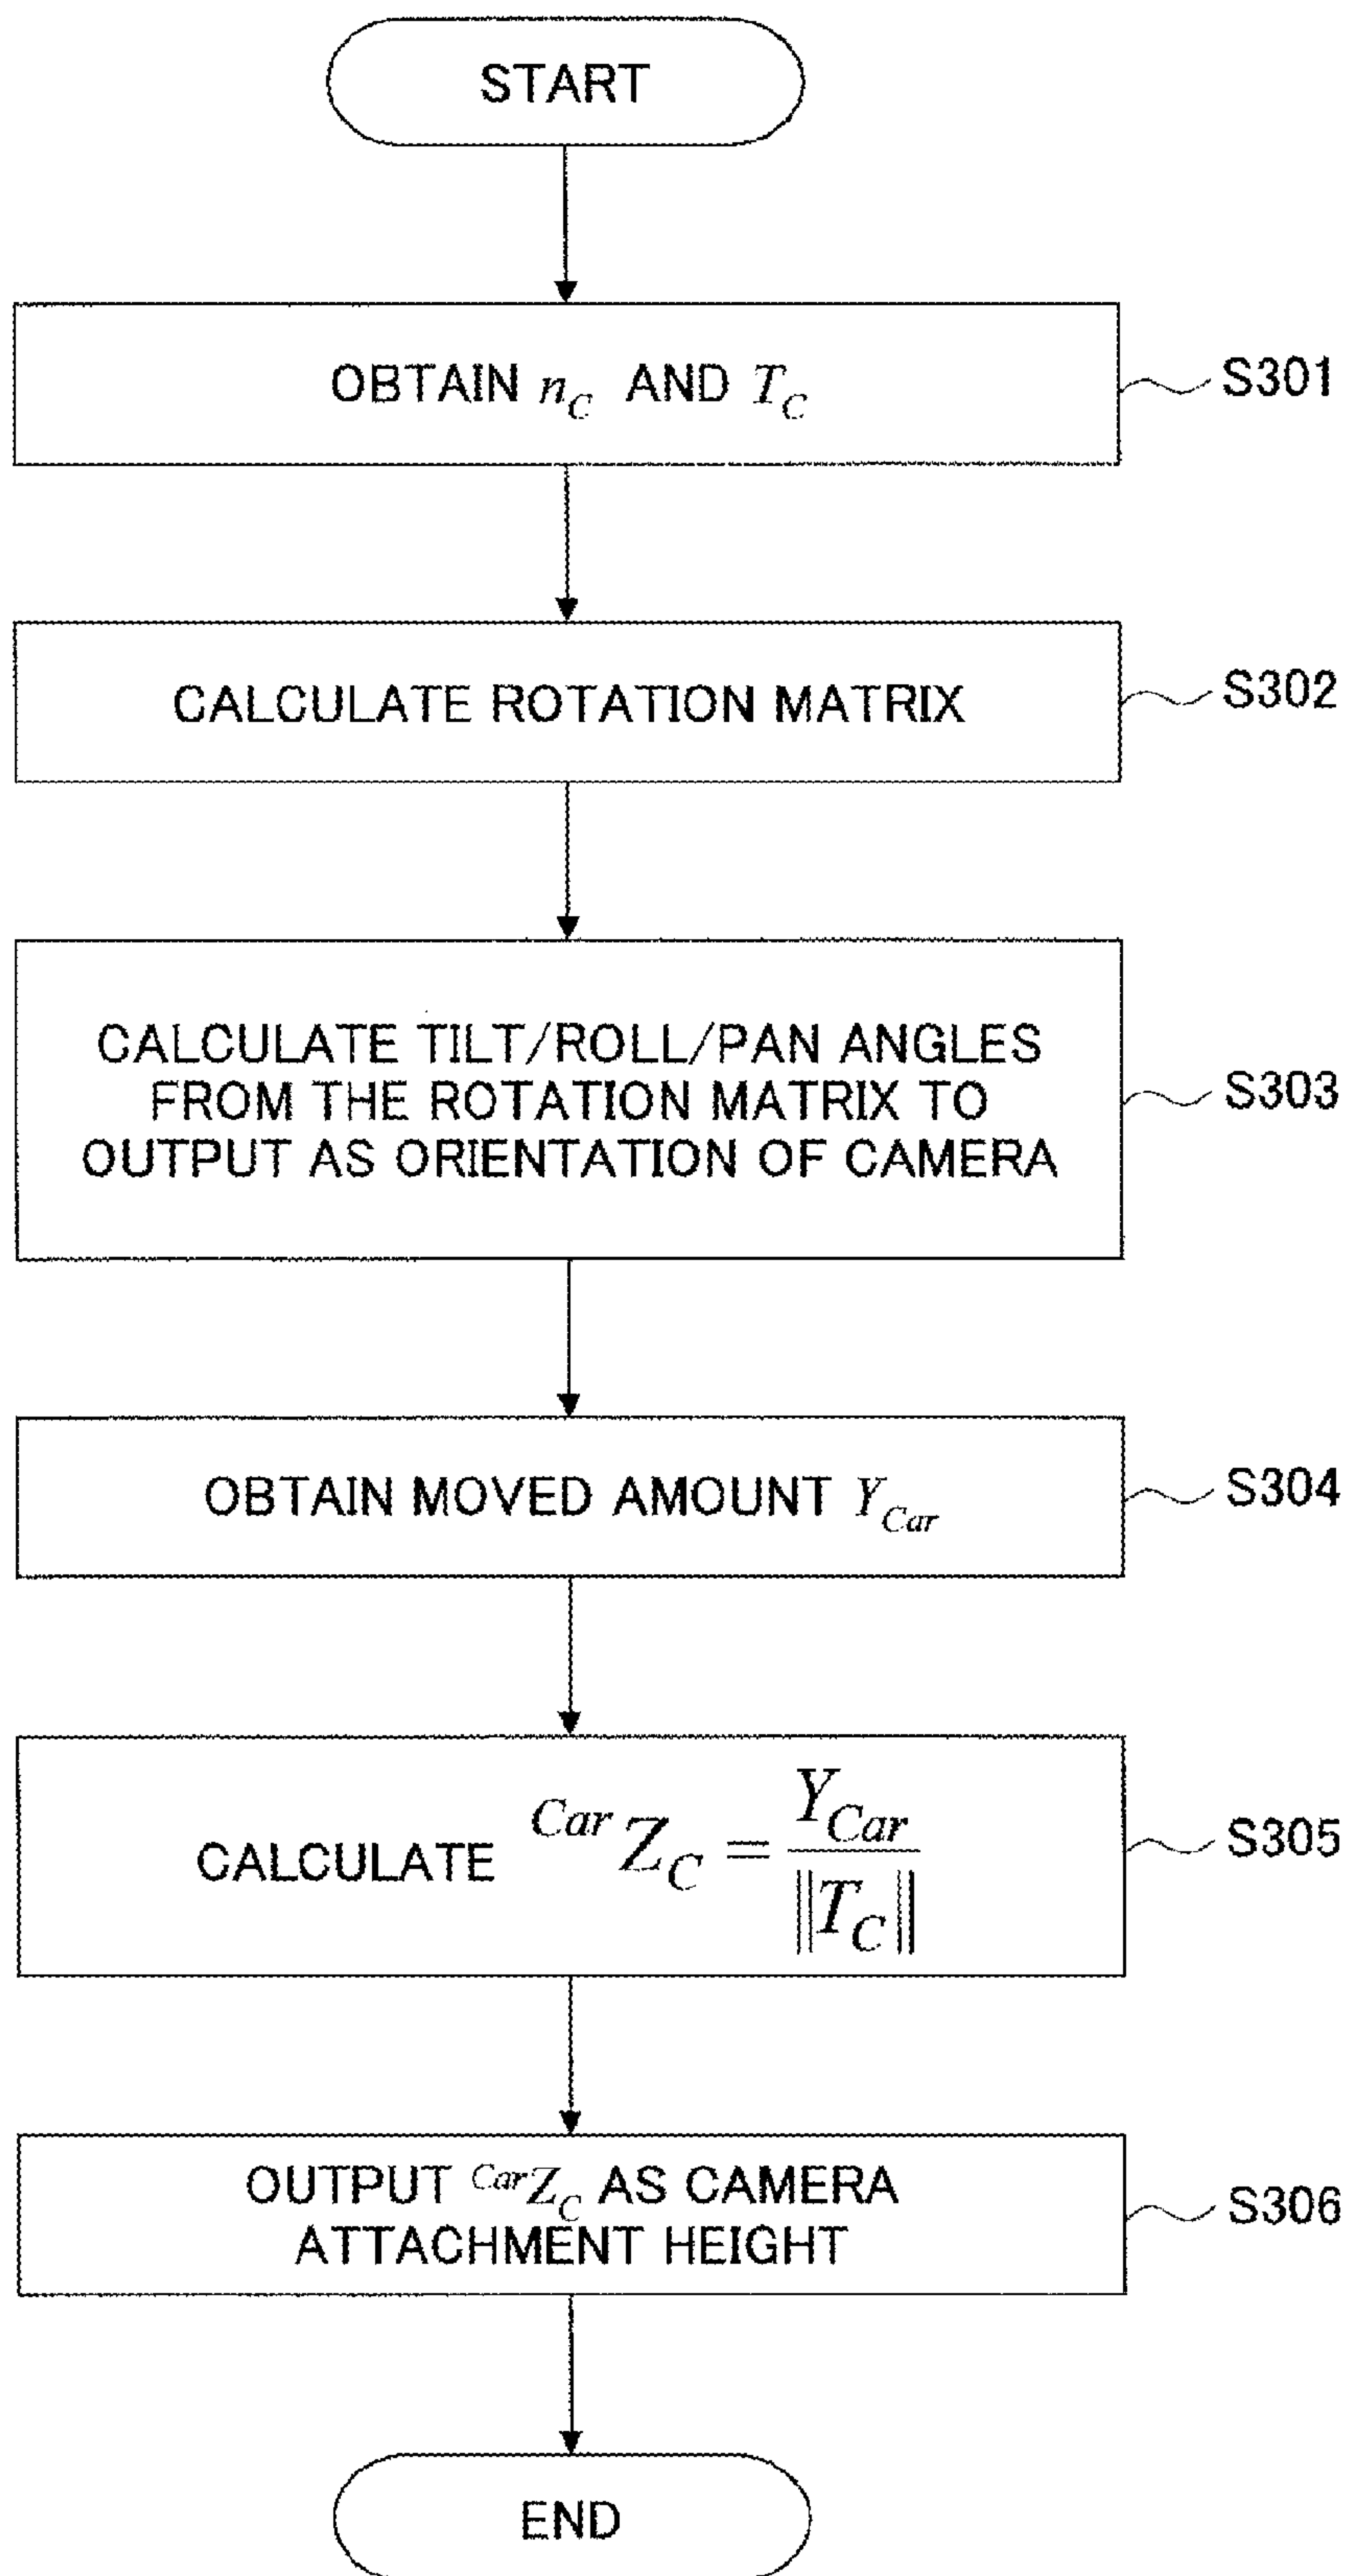 START
OBTAIN n_C AND T_C
S301
CALCULATE ROTATION MATRIX
S302
CALCULATE TILT/ROLL/PAN ANGLES
FROM THE ROTATION MATRIX TO
OUTPUT AS ORIENTATION OF CAMERA
S303
OBTAIN MOVED AMOUNT Y_Car
S304
CALCULATE ^Car Z_C = Y_Car / ‖T_C‖
S305
OUTPUT ^Car Z_C AS CAMERA
ATTACHMENT HEIGHT
S306
END